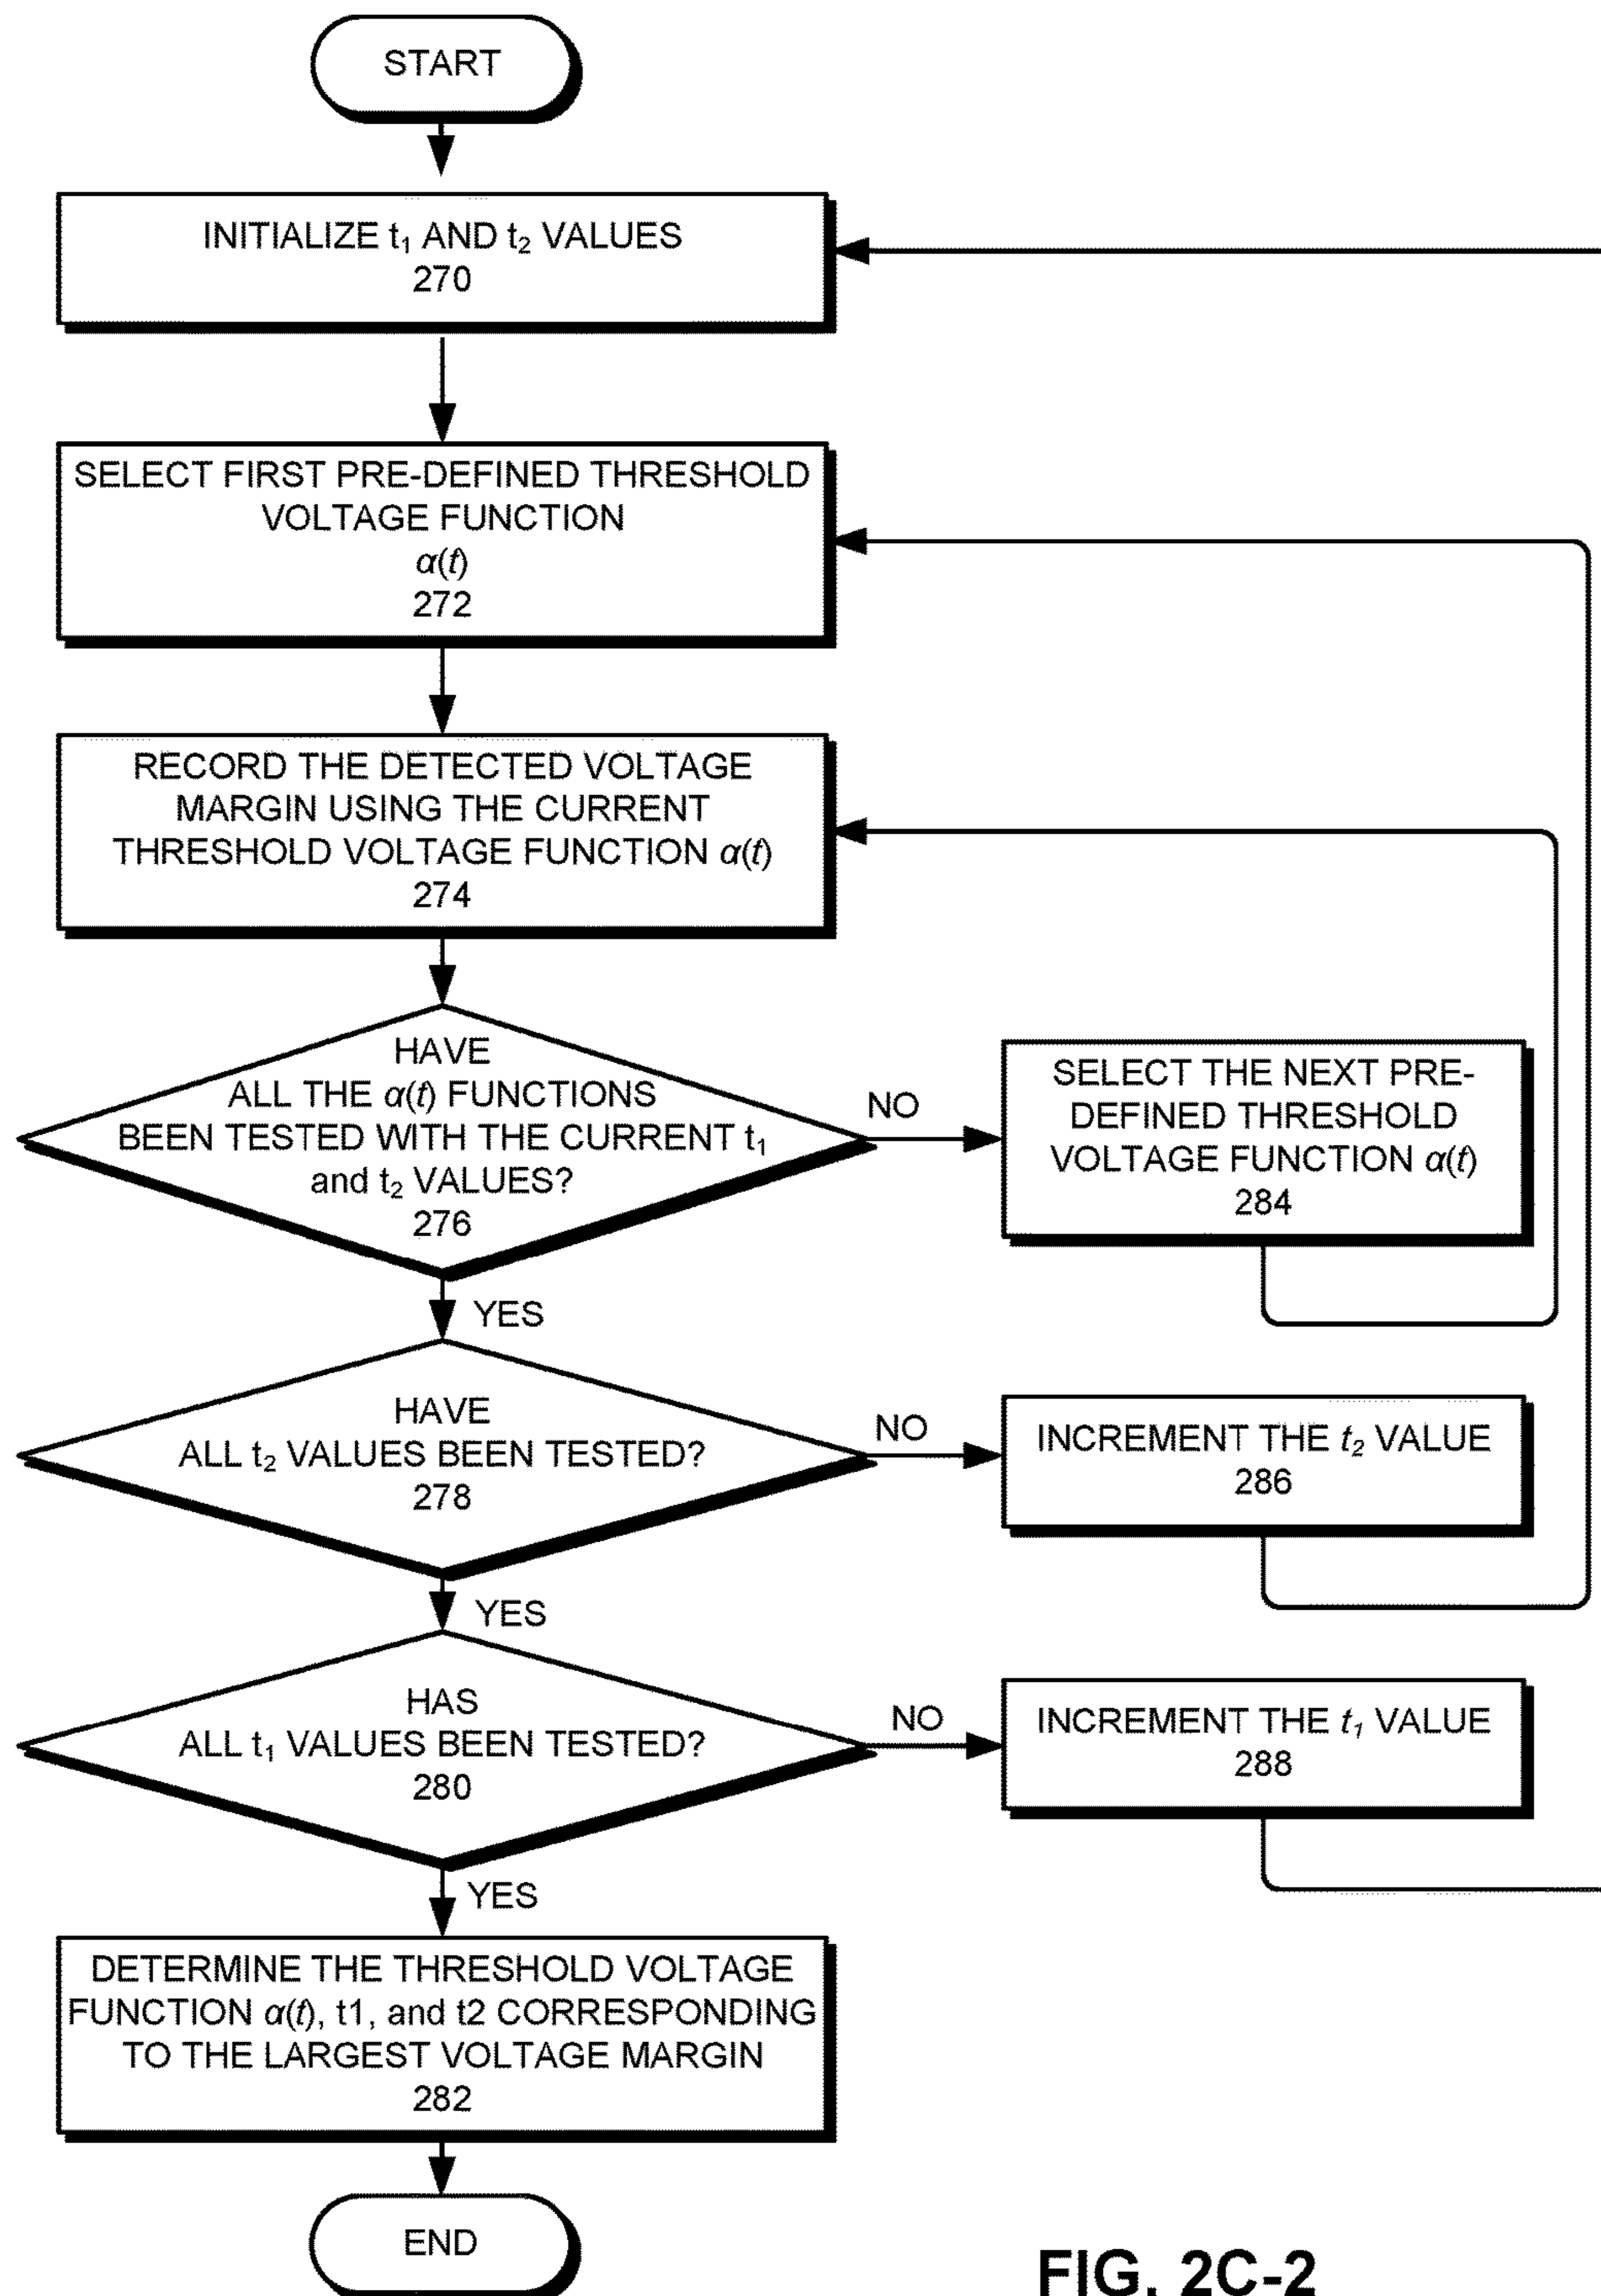 START
INITIALIZE t₁ AND t₂ VALUES
270
SELECT FIRST PRE-DEFINED THRESHOLD
VOLTAGE FUNCTION
α(t)
272
RECORD THE DETECTED VOLTAGE
MARGIN USING THE CURRENT
THRESHOLD VOLTAGE FUNCTION α(t)
274
HAVE
ALL THE α(t) FUNCTIONS
BEEN TESTED WITH THE CURRENT t₁
and t₂ VALUES?
276
NO
SELECT THE NEXT PRE-
DEFINED THRESHOLD
VOLTAGE FUNCTION α(t)
284
YES
HAVE
ALL t₂ VALUES BEEN TESTED?
278
NO
INCREMENT THE t₂ VALUE
286
YES
HAS
ALL t₁ VALUES BEEN TESTED?
280
NO
INCREMENT THE t₁ VALUE
288
YES
DETERMINE THE THRESHOLD VOLTAGE
FUNCTION α(t), t1, and t2 CORRESPONDING
TO THE LARGEST VOLTAGE MARGIN
282
END
FIG. 2C-2